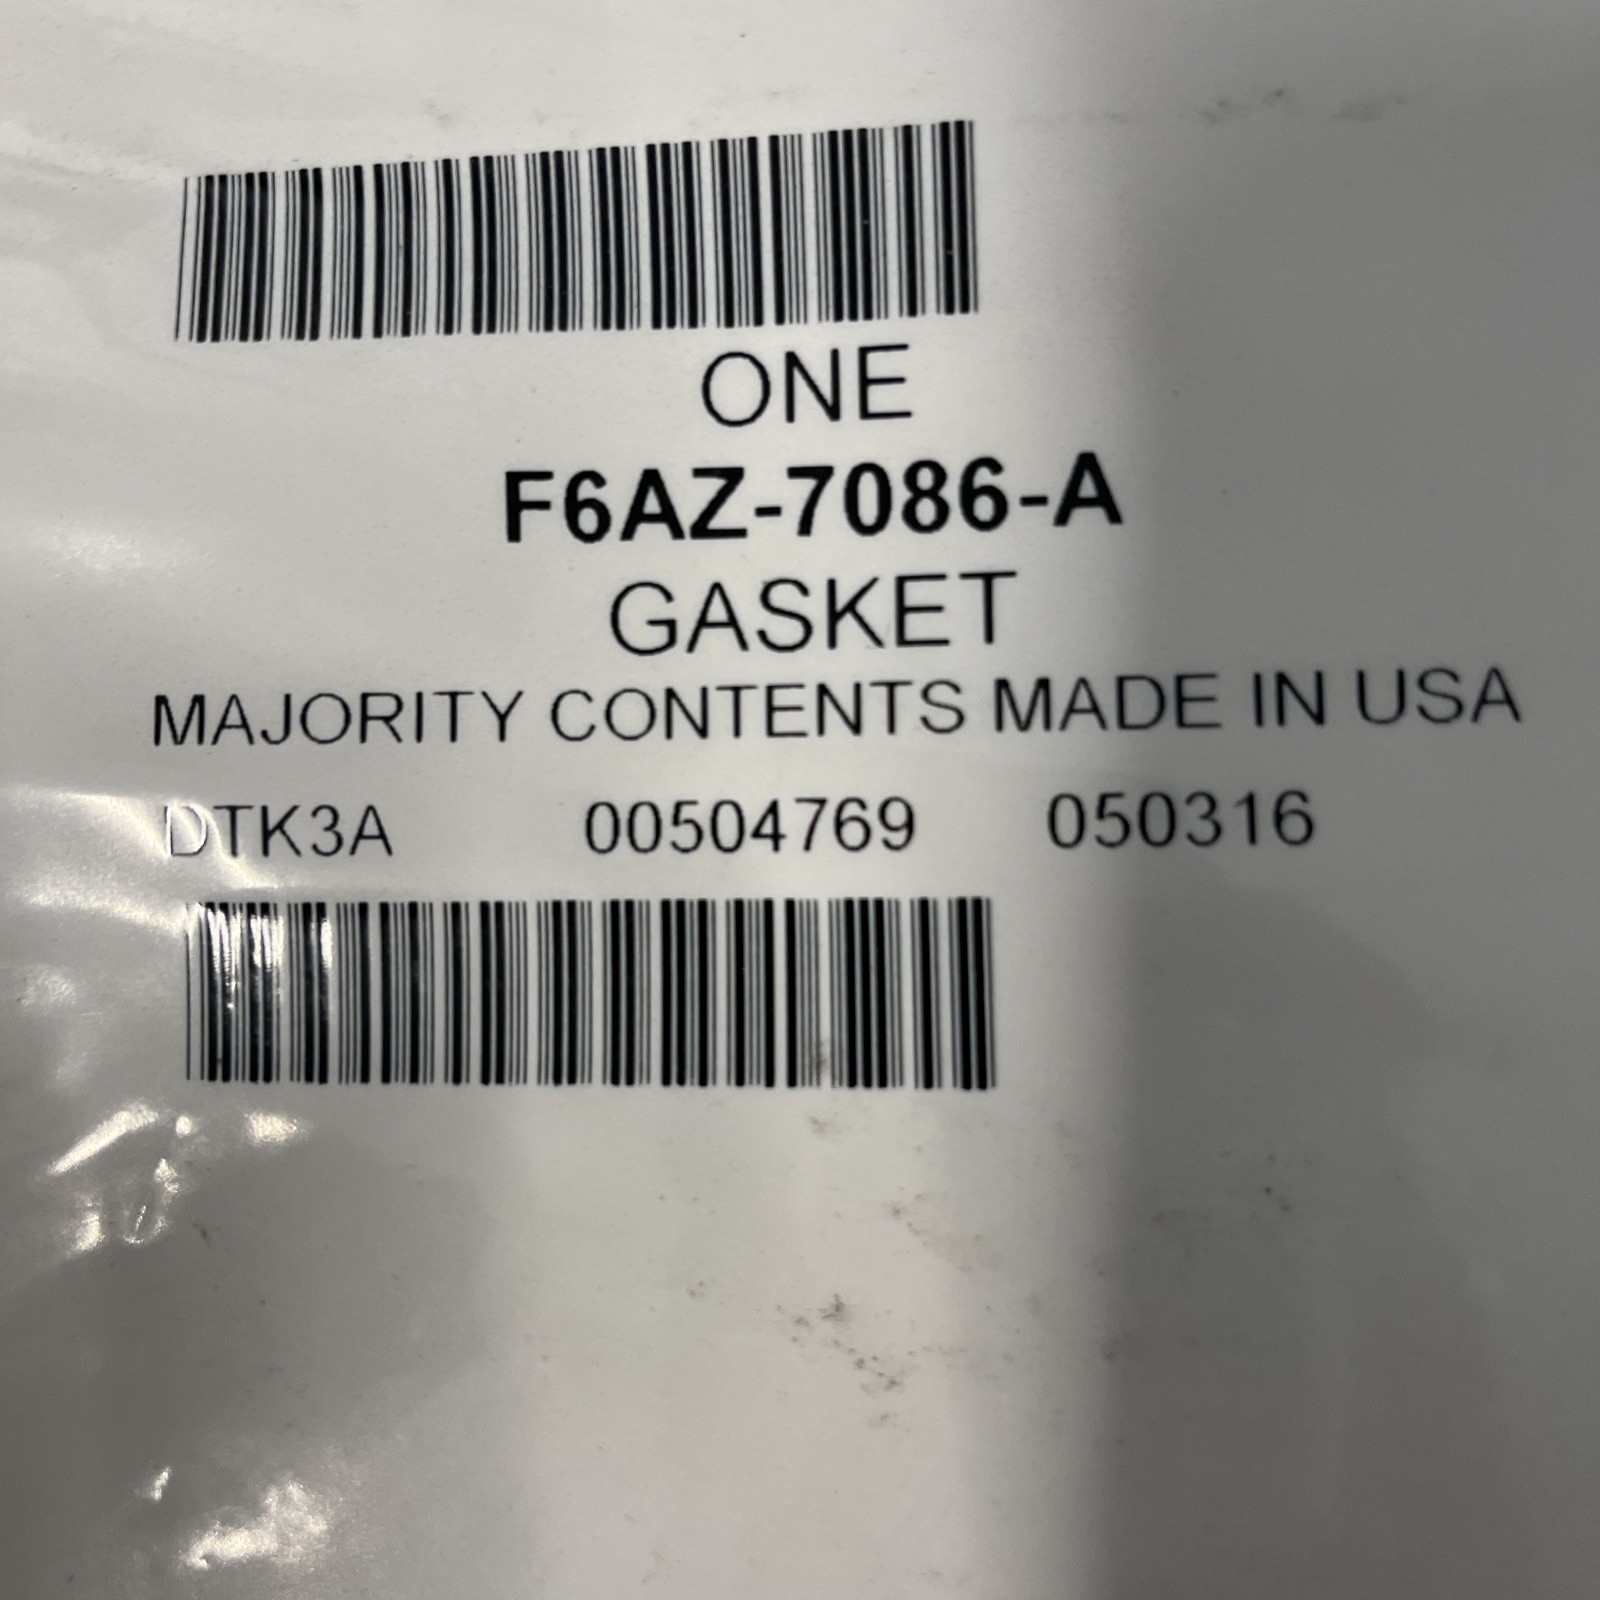 ONE
F6AZ-7086-A
GASKET
MAJORITY CONTENTS MADE IN USA
DTK3A 00504769 050316